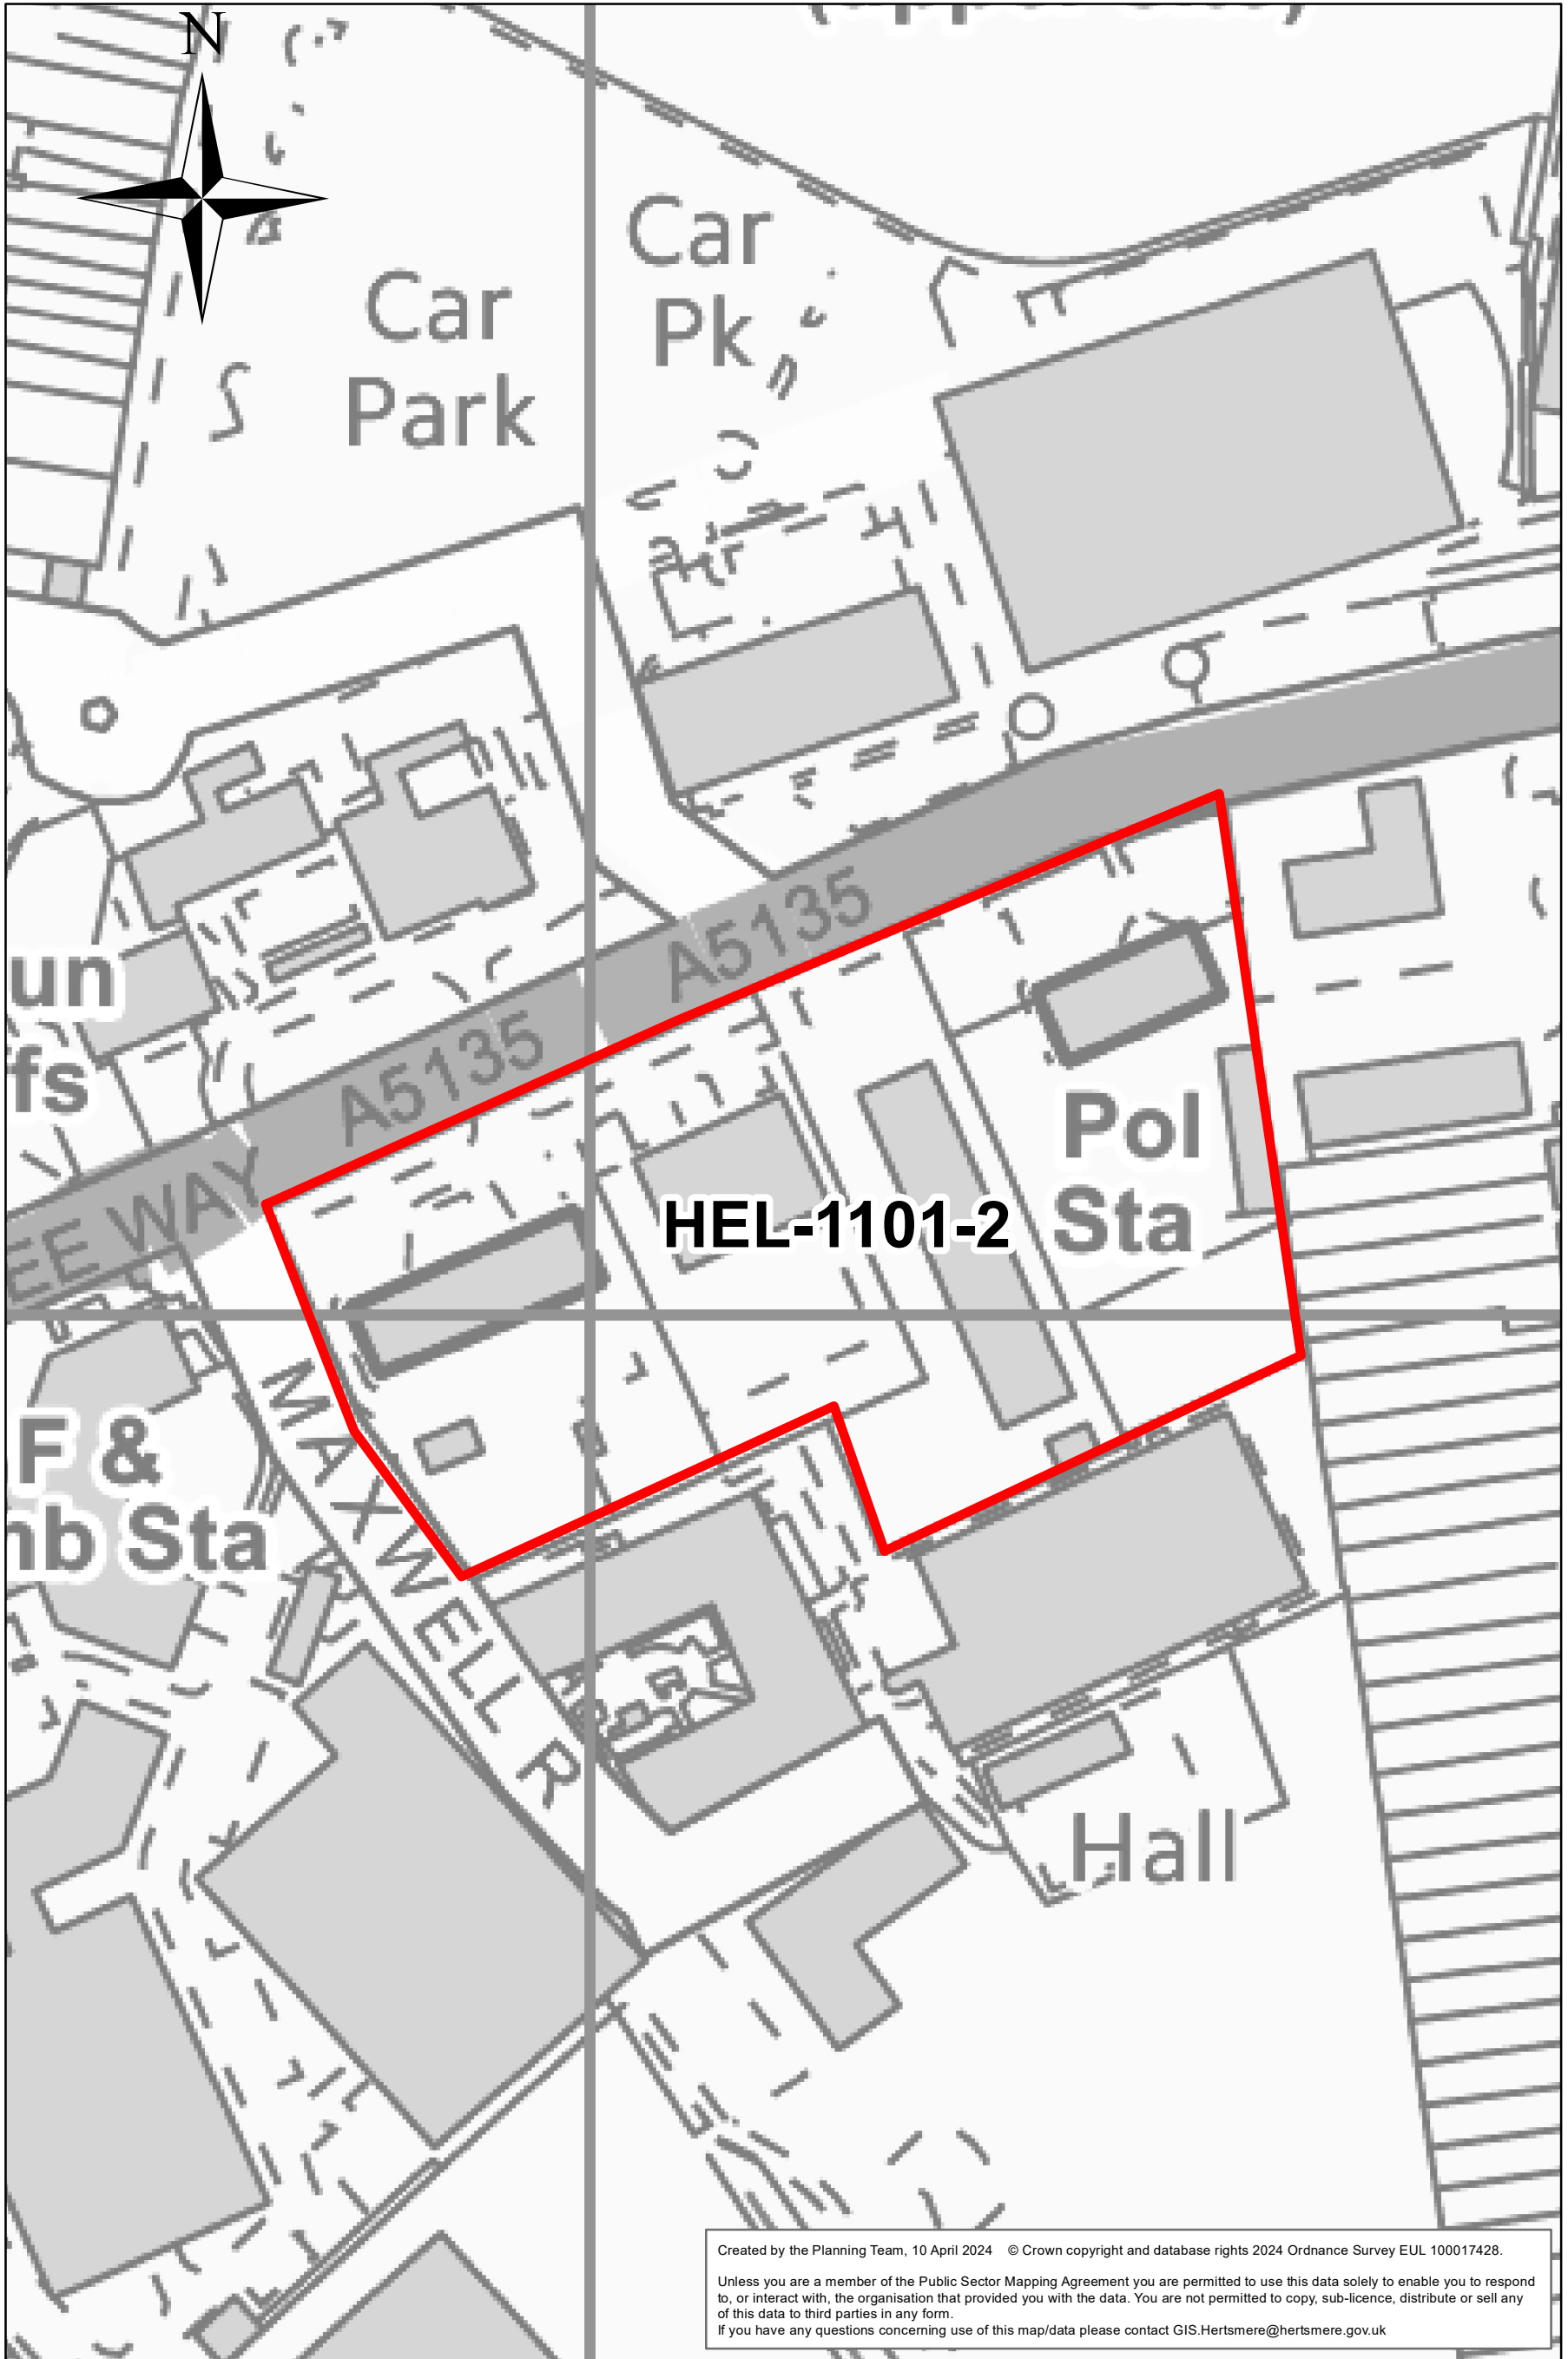 N
Car
Pk
Car
Park
un
fs
A5135
A5135
EE WAY
Pol
Sta
HEL-1101-2
MAXWELL R
F &
nb Sta
Hall
Created by the Planning Team, 10 April 2024 © Crown copyright and database rights 2024 Ordnance Survey EUL 100017428.
Unless you are a member of the Public Sector Mapping Agreement you are permitted to use this data solely to enable you to respond
to, or interact with, the organisation that provided you with the data. You are not permitted to copy, sub-licence, distribute or sell any
of this data to third parties in any form.
If you have any questions concerning use of this map/data please contact GIS.Hertsmere@hertsmere.gov.uk